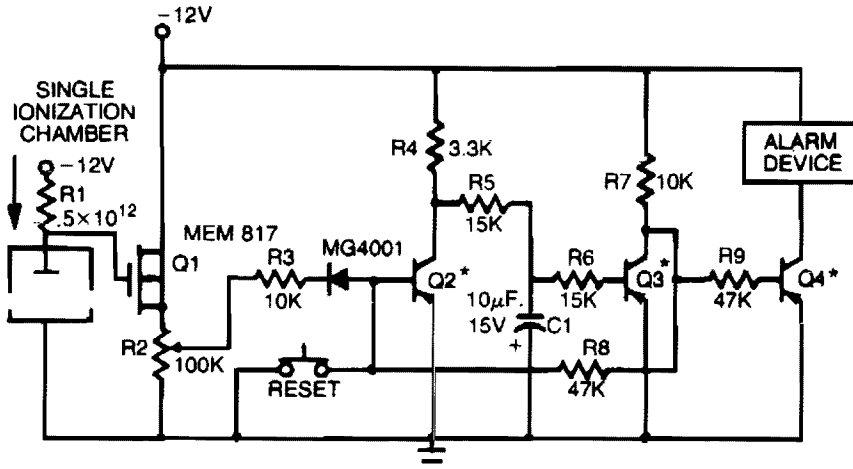 -12V
SINGLE
IONIZATION
CHAMBER
-12V
R1
.5×10¹²
MEM 817
Q1
R2
100K
R3
10K
MG4001
RESET
R4
3.3K
R5
15K
Q2*
10µF.
15V
C1
+
R6
15K
R7
10K
Q3*
R8
47K
R9
47K
ALARM
DEVICE
Q4*